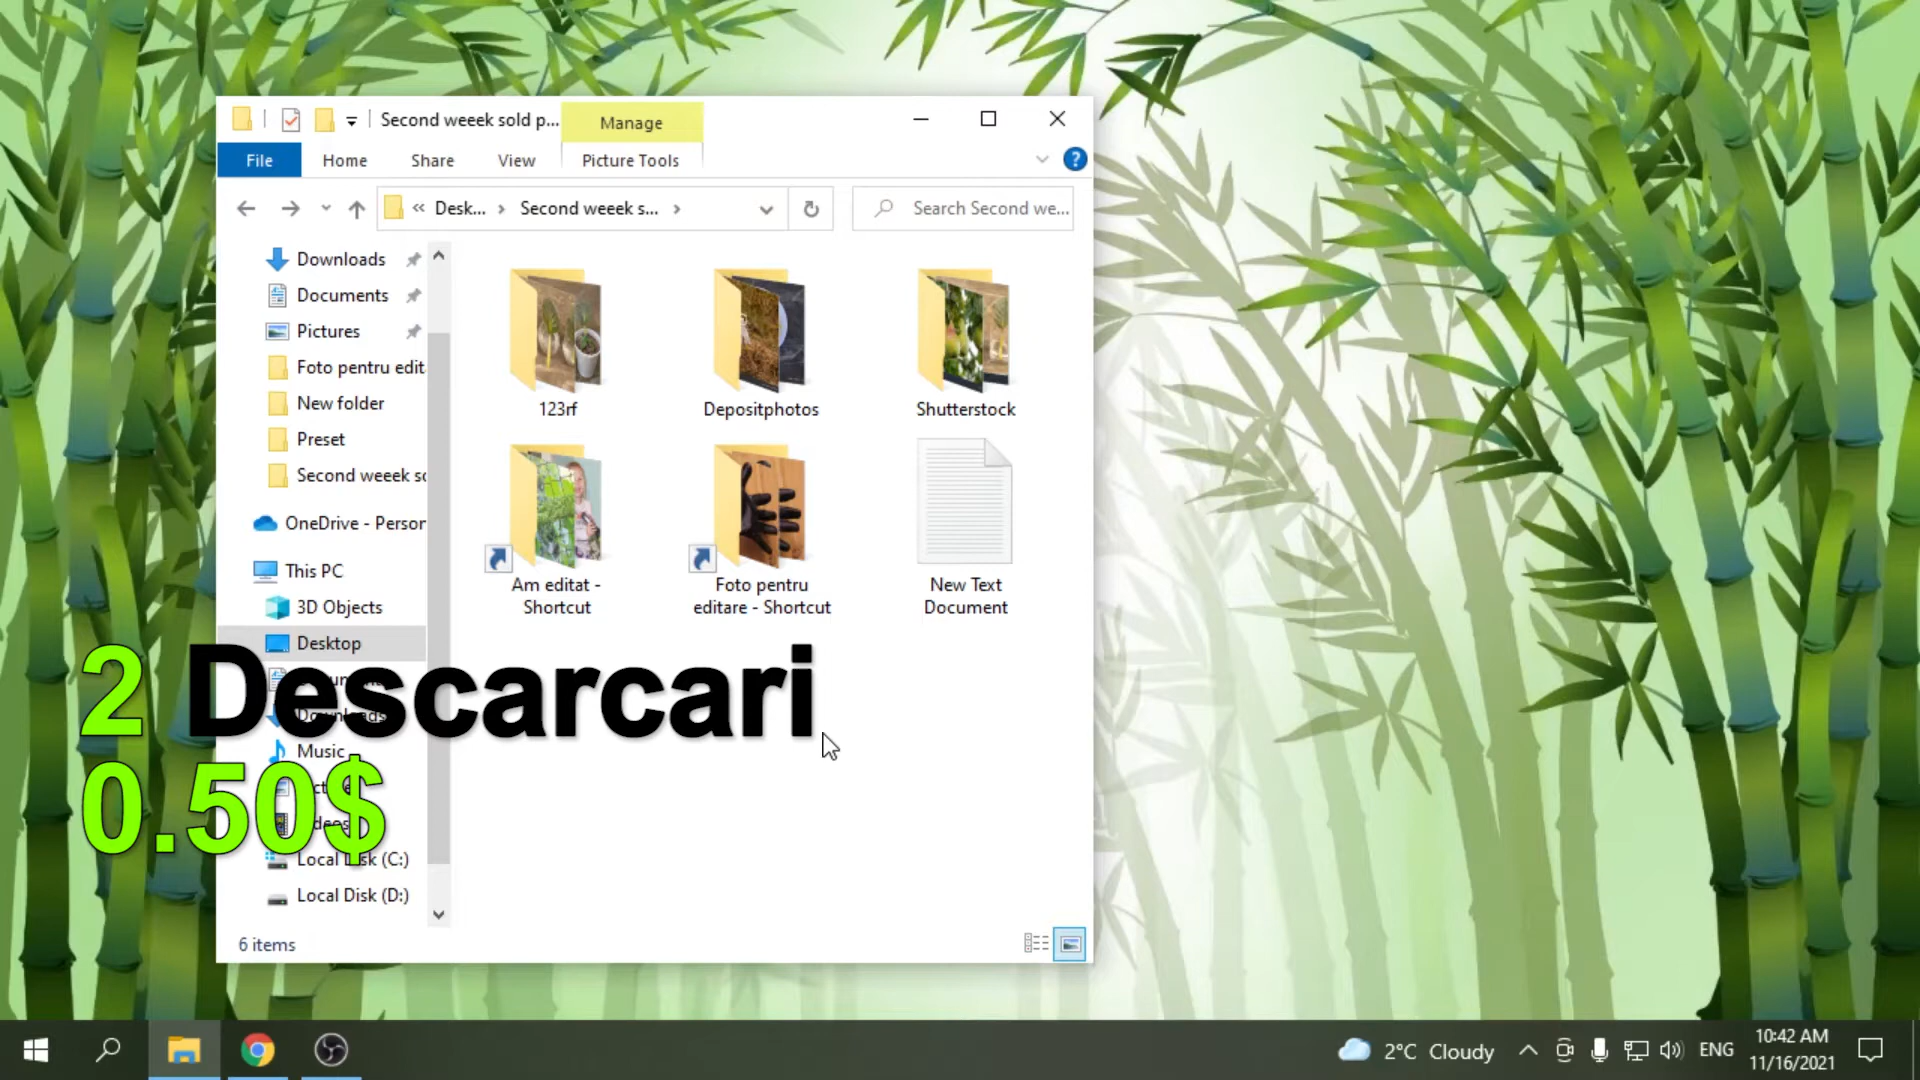 Second weeek sold p...
Manage
File
Home
Share
View
Picture Tools
?
«
Desk...
Second weeek s...
Search Second we...
Downloads
Documents
Pictures
Foto pentru edit
New folder
Preset
Second weeek so
OneDrive - Person
This PC
3D Objects
Desktop
Music
Local Disk (C:)
Local Disk (D:)
123rf
Depositphotos
Shutterstock
Am editat -
Shortcut
Foto pentru
editare - Shortcut
New Text
Document
2 Descarcari
0.50$
6 items
2°C Cloudy
ENG
10:42 AM
11/16/2021